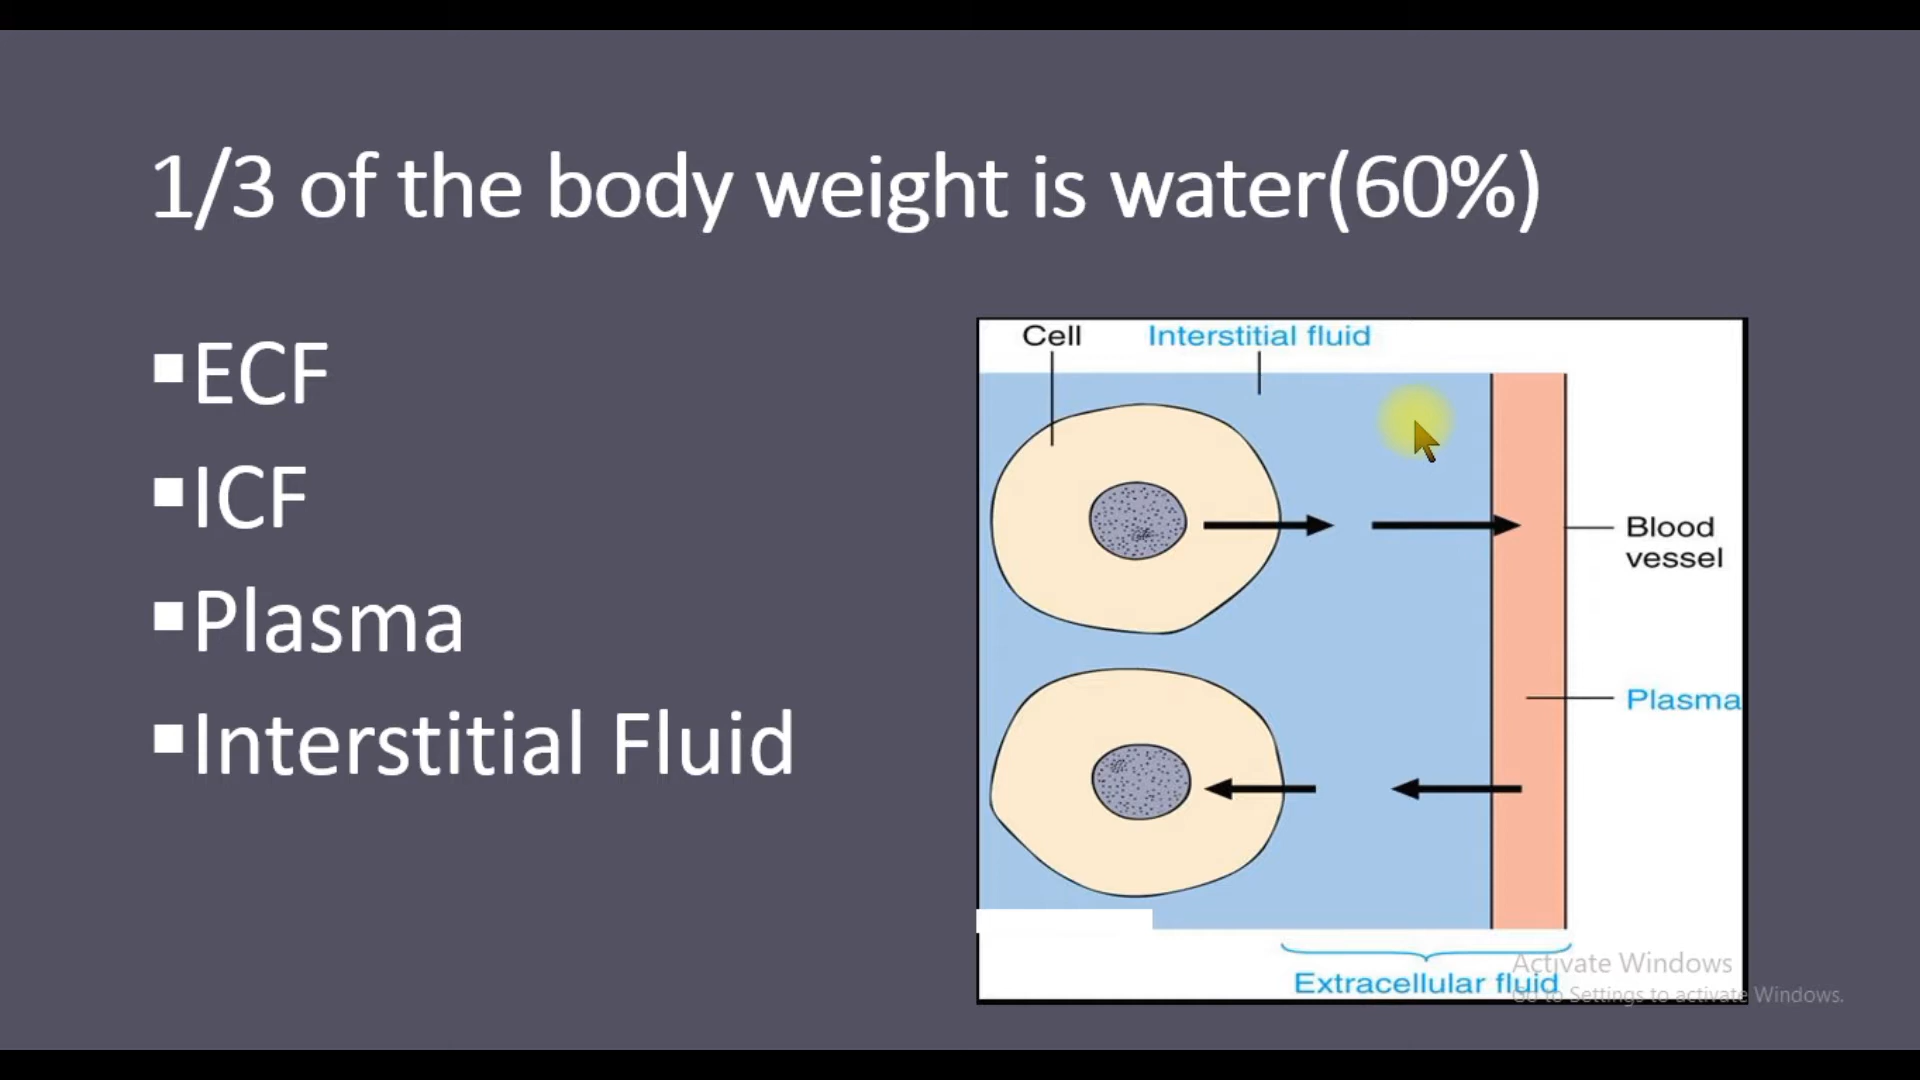 1/3 of the body weight is water(60%)
ECF
ICF
Plasma
Interstitial Fluid
Cell
Interstitial fluid
Blood
vessel
Plasma
Extracellular fluid
Activate Windows
Go to Settings to activate Windows.